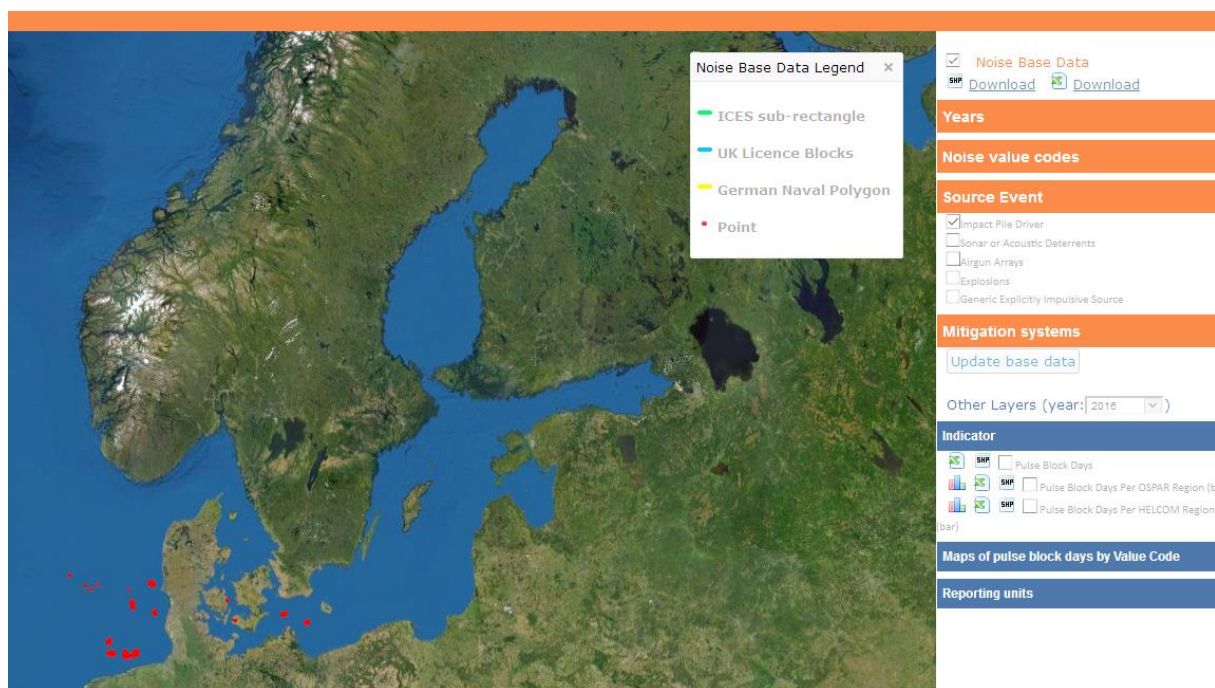 Noise Base Data Legend ×
ICES sub-rectangle
UK Licence Blocks
German Naval Polygon
Point
Noise Base Data
SHP Download Download
Years
Noise value codes
Source Event
Impact Pile Driver
Sonar or Acoustic Deterrents
Airgun Arrays
Explosions
Generic Explicitly Impulsive Source
Mitigation systems
Update base data
Other Layers (year: 2016 )
Indicator
SHP Pulse Block Days
SHP Pulse Block Days Per OSPAR Region (b
SHP Pulse Block Days Per HELCOM Region
(bar)
Maps of pulse block days by Value Code
Reporting units